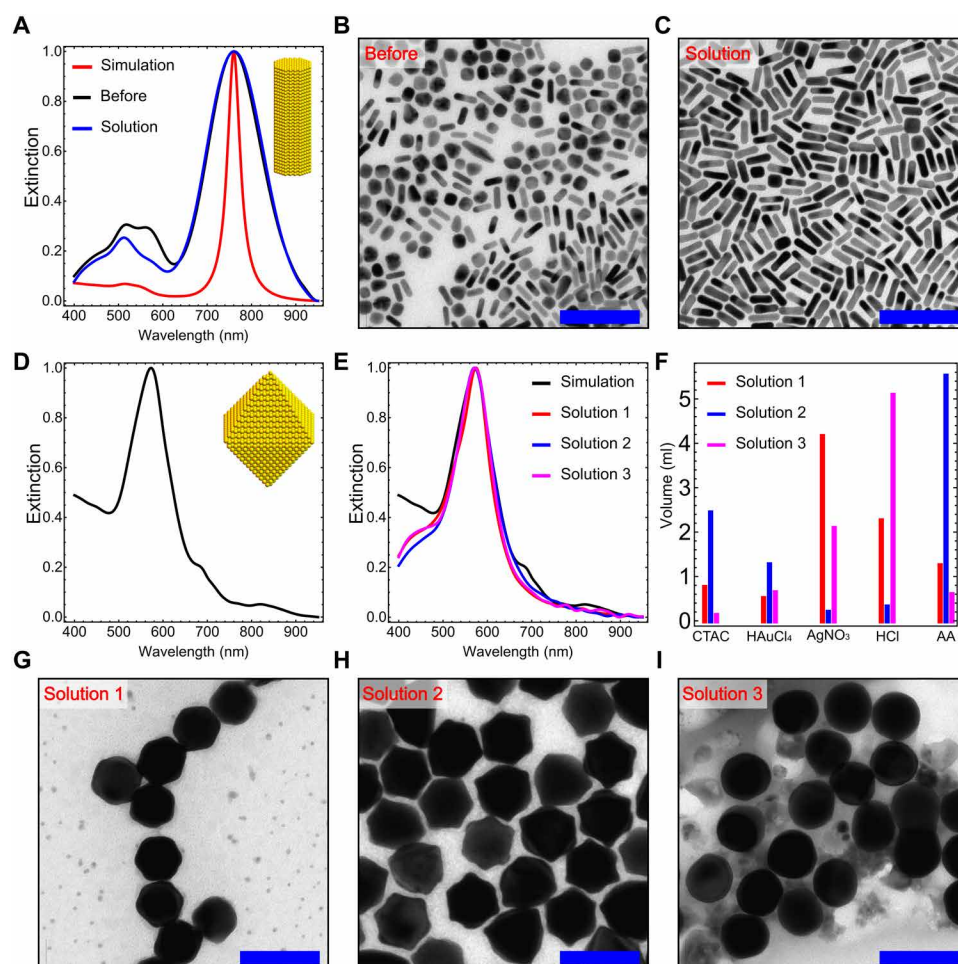 A
Extinction
1.0
0.8
0.6
0.4
0.2
0.0
Simulation
Before
Solution
400 500 600 700 800 900
Wavelength (nm)
B
Before
C
Solution
D
Extinction
1.0
0.8
0.6
0.4
0.2
0.0
400 500 600 700 800 900
Wavelength (nm)
E
Extinction
1.0
0.8
0.6
0.4
0.2
0.0
Simulation
Solution 1
Solution 2
Solution 3
400 500 600 700 800 900
Wavelength (nm)
F
Volume (ml)
5
4
3
2
1
0
Solution 1
Solution 2
Solution 3
CTAC HAuCl₄ AgNO₃ HCl AA
G
Solution 1
H
Solution 2
I
Solution 3